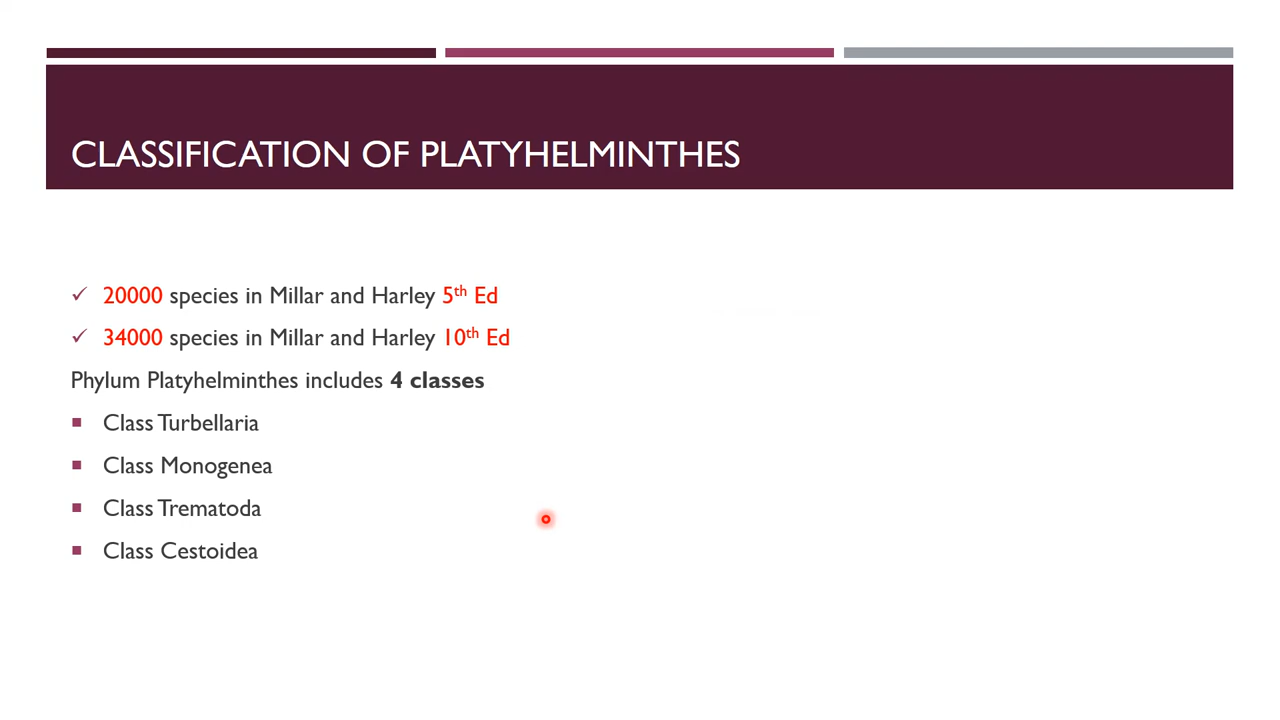 CLASSIFICATION OF PLATYHELMINTHES
✓ 20000 species in Millar and Harley 5th Ed
✓ 34000 species in Millar and Harley 10th Ed
Phylum Platyhelminthes includes 4 classes
▪ Class Turbellaria
▪ Class Monogenea
▪ Class Trematoda
▪ Class Cestoidea